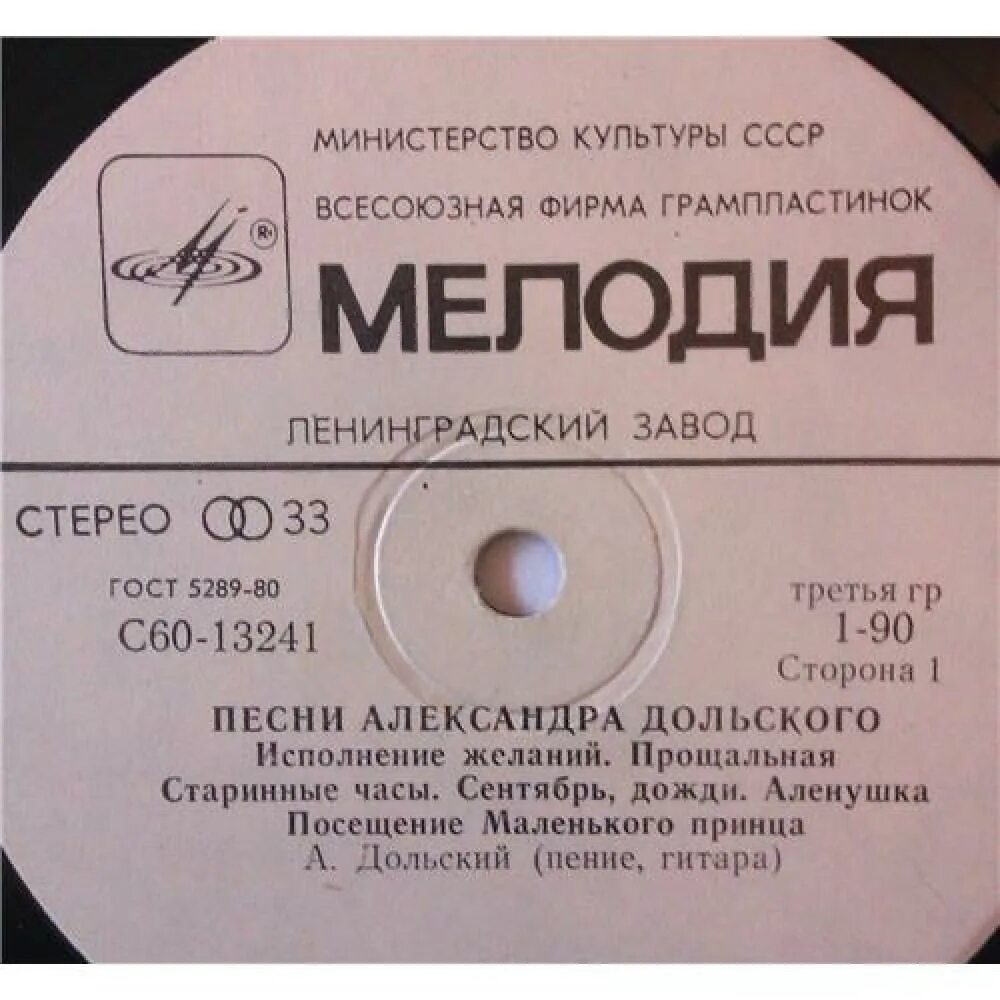 МИНИСТЕРСТВО КУЛЬТУРЫ СССР
ВСЕСОЮЗНАЯ ФИРМА ГРАМПЛАСТИНОК
МЕЛОДИЯ
ЛЕНИНГРАДСКИЙ ЗАВОД
СТЕРЕО 33
ГОСТ 5289-80
С60-13241
третья гр
1-90
Сторона 1
ПЕСНИ АЛЕКСАНДРА ДОЛЬСКОГО
Исполнение желаний. Прощальная
Старинные часы. Сентябрь, дожди. Аленушка
Посещение Маленького принца
А. Дольский (пение, гитара)